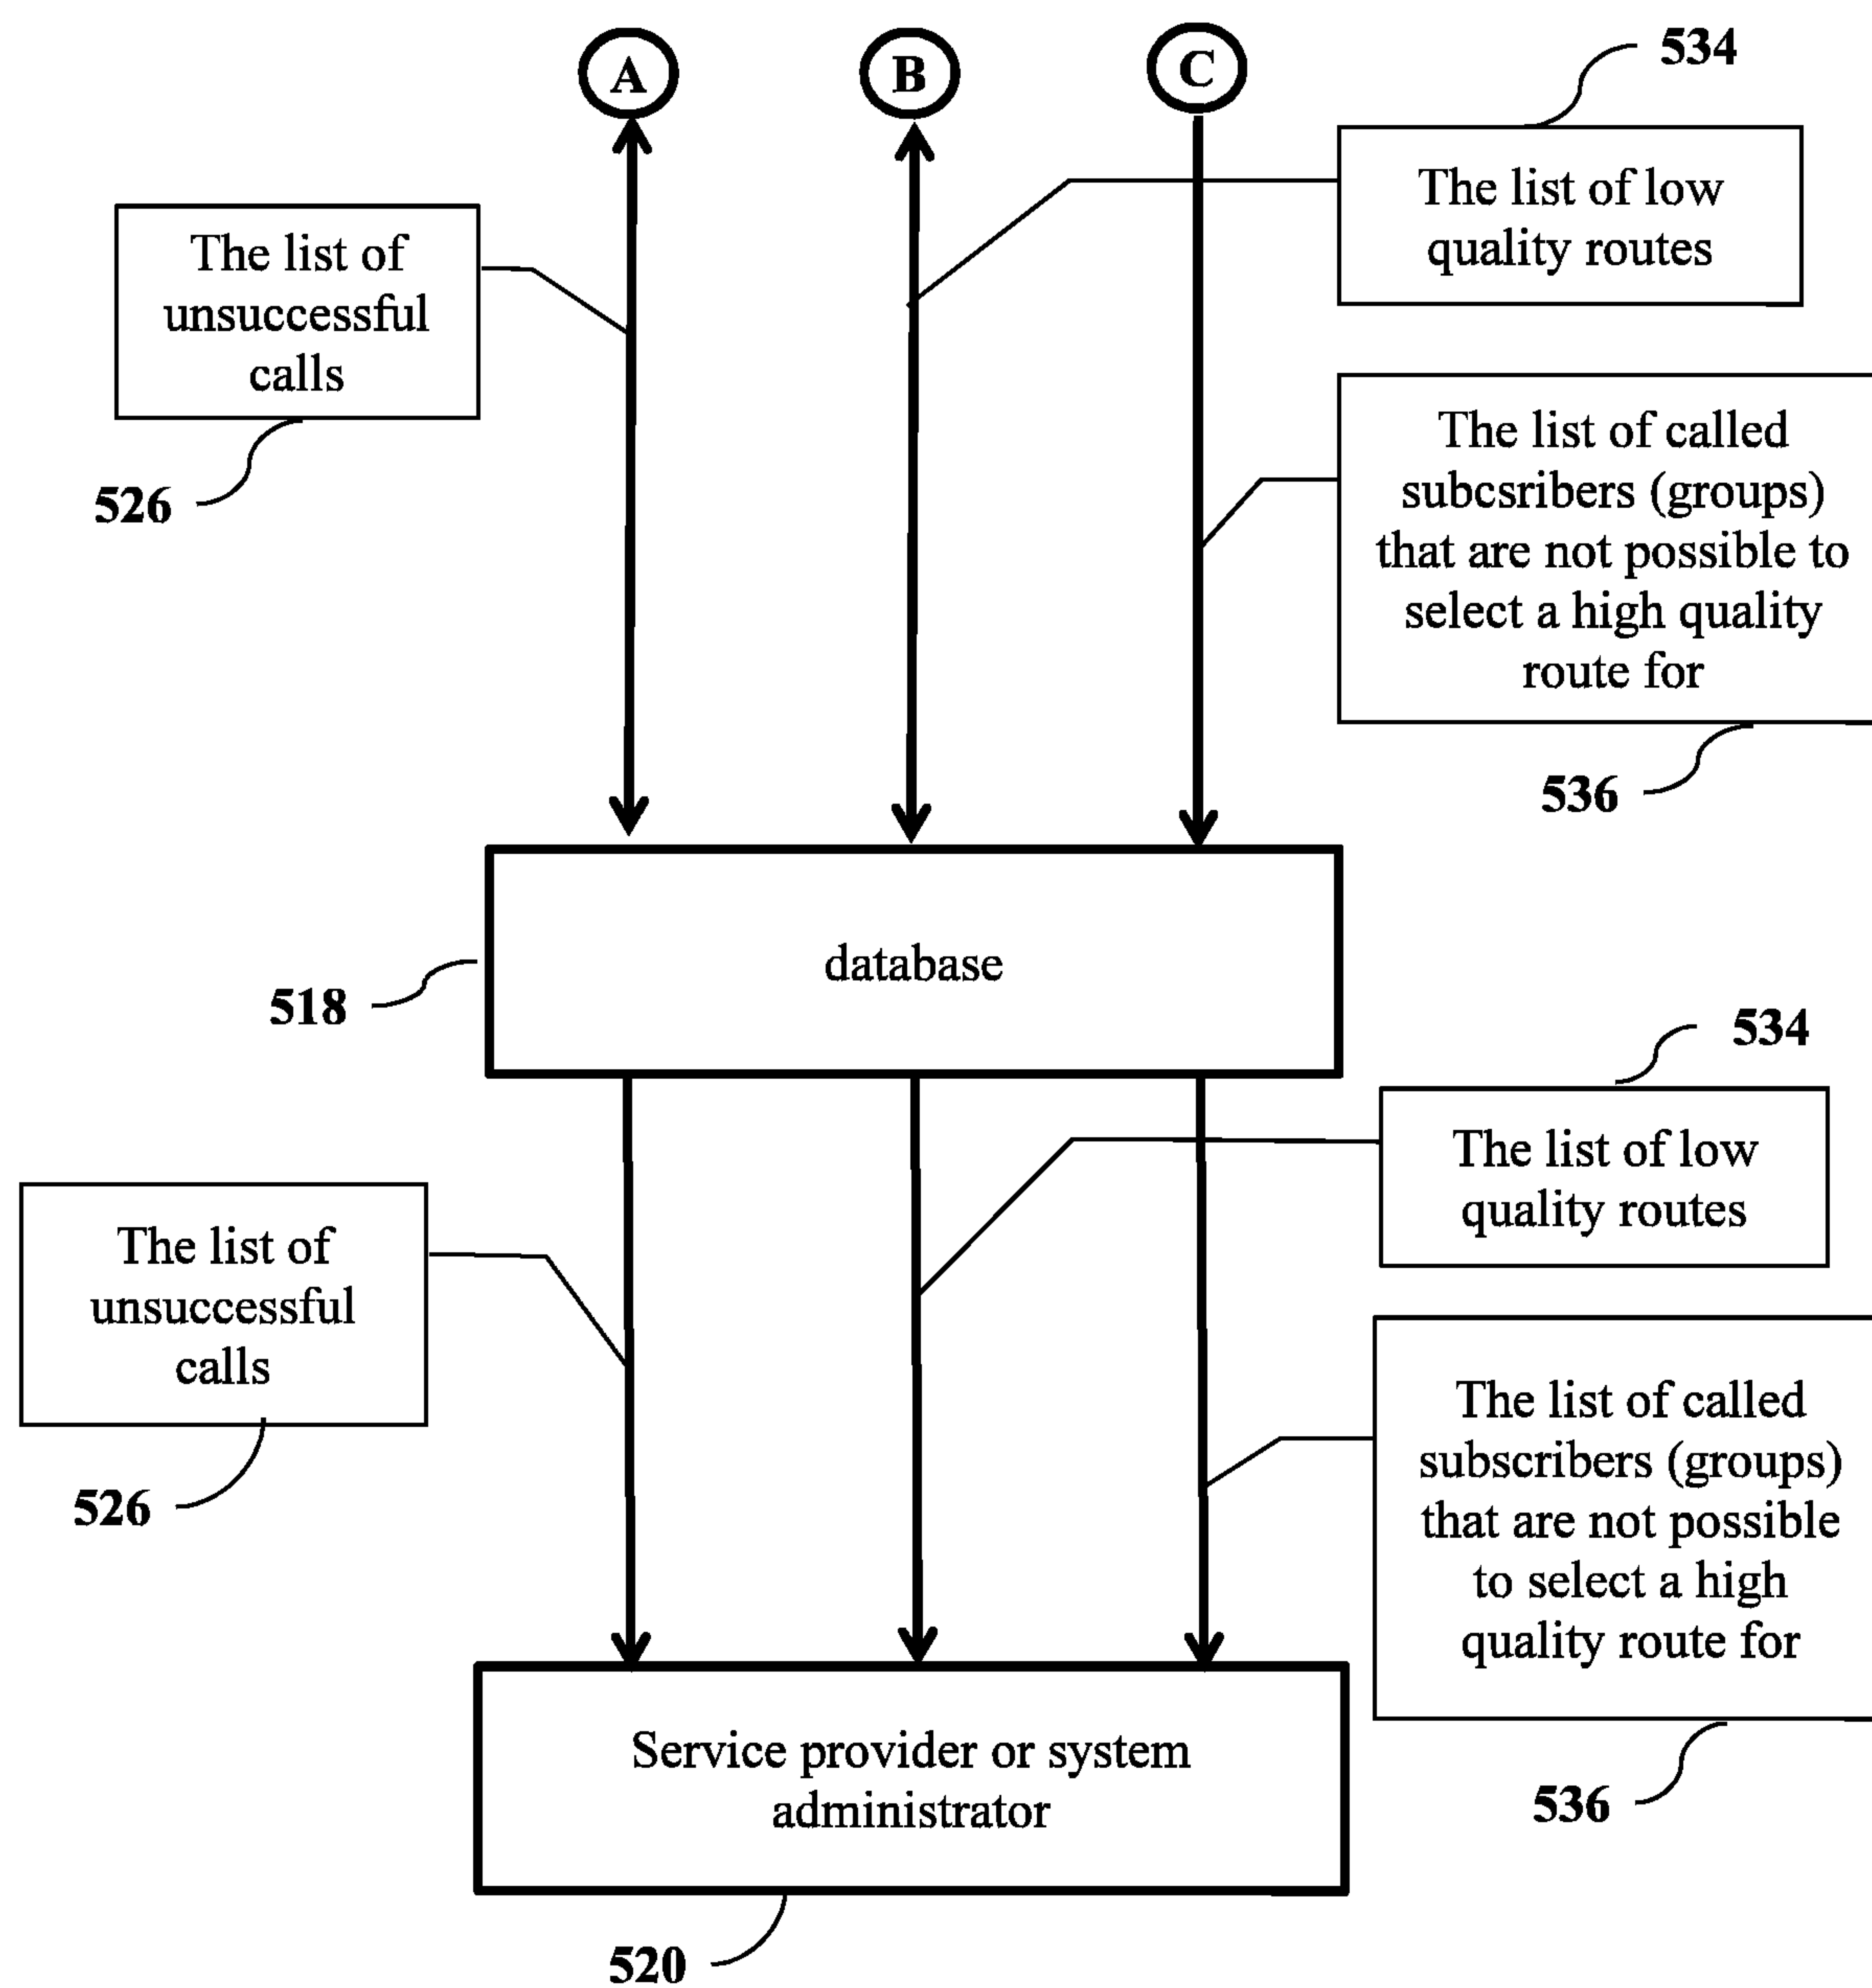 A
B
C
534
The list of low
quality routes
The list of
unsuccessful
calls
526
The list of called
subcsribers (groups)
that are not possible to
select a high quality
route for
536
database
518
534
The list of low
quality routes
The list of
unsuccessful
calls
526
The list of called
subscribers (groups)
that are not possible
to select a high
quality route for
536
Service provider or system
administrator
520